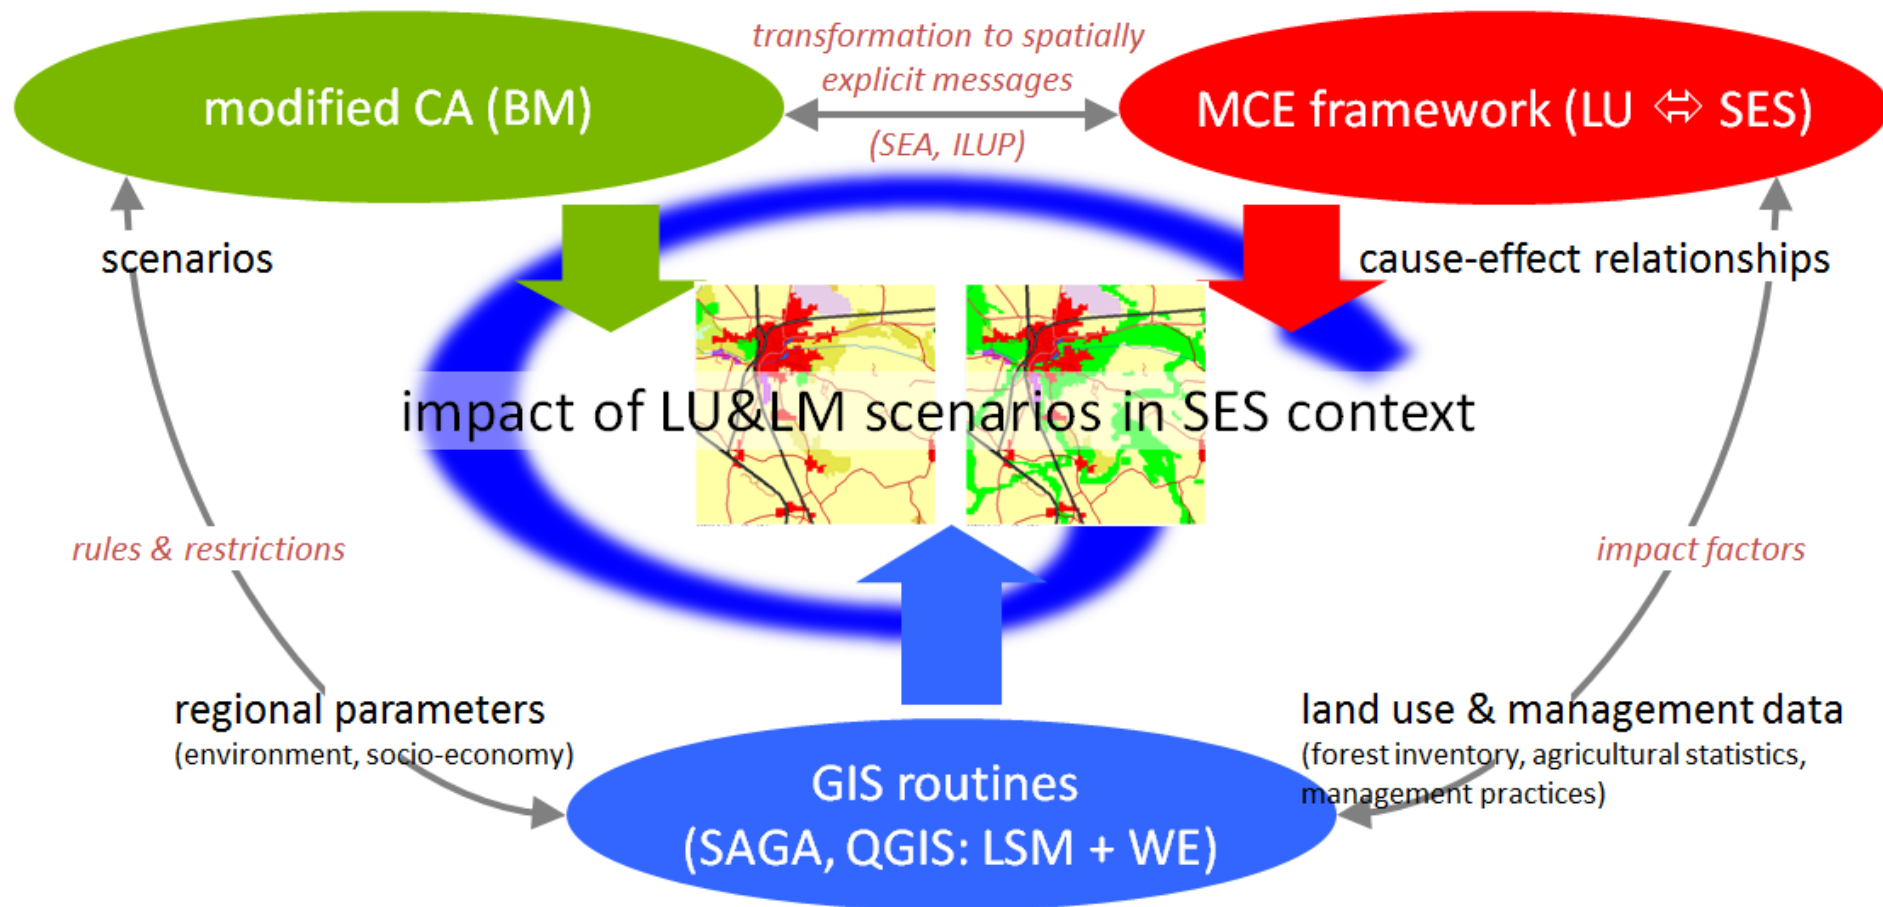 transformation to spatially
explicit messages
modified CA (BM)
MCE framework (LU ⇔ SES)
(SEA, ILUP)
scenarios
cause-effect relationships
impact of LU&LM scenarios in SES context
rules & restrictions
impact factors
regional parameters
(environment, socio-economy)
land use & management data
(forest inventory, agricultural statistics,
management practices)
GIS routines
(SAGA, QGIS: LSM + WE)